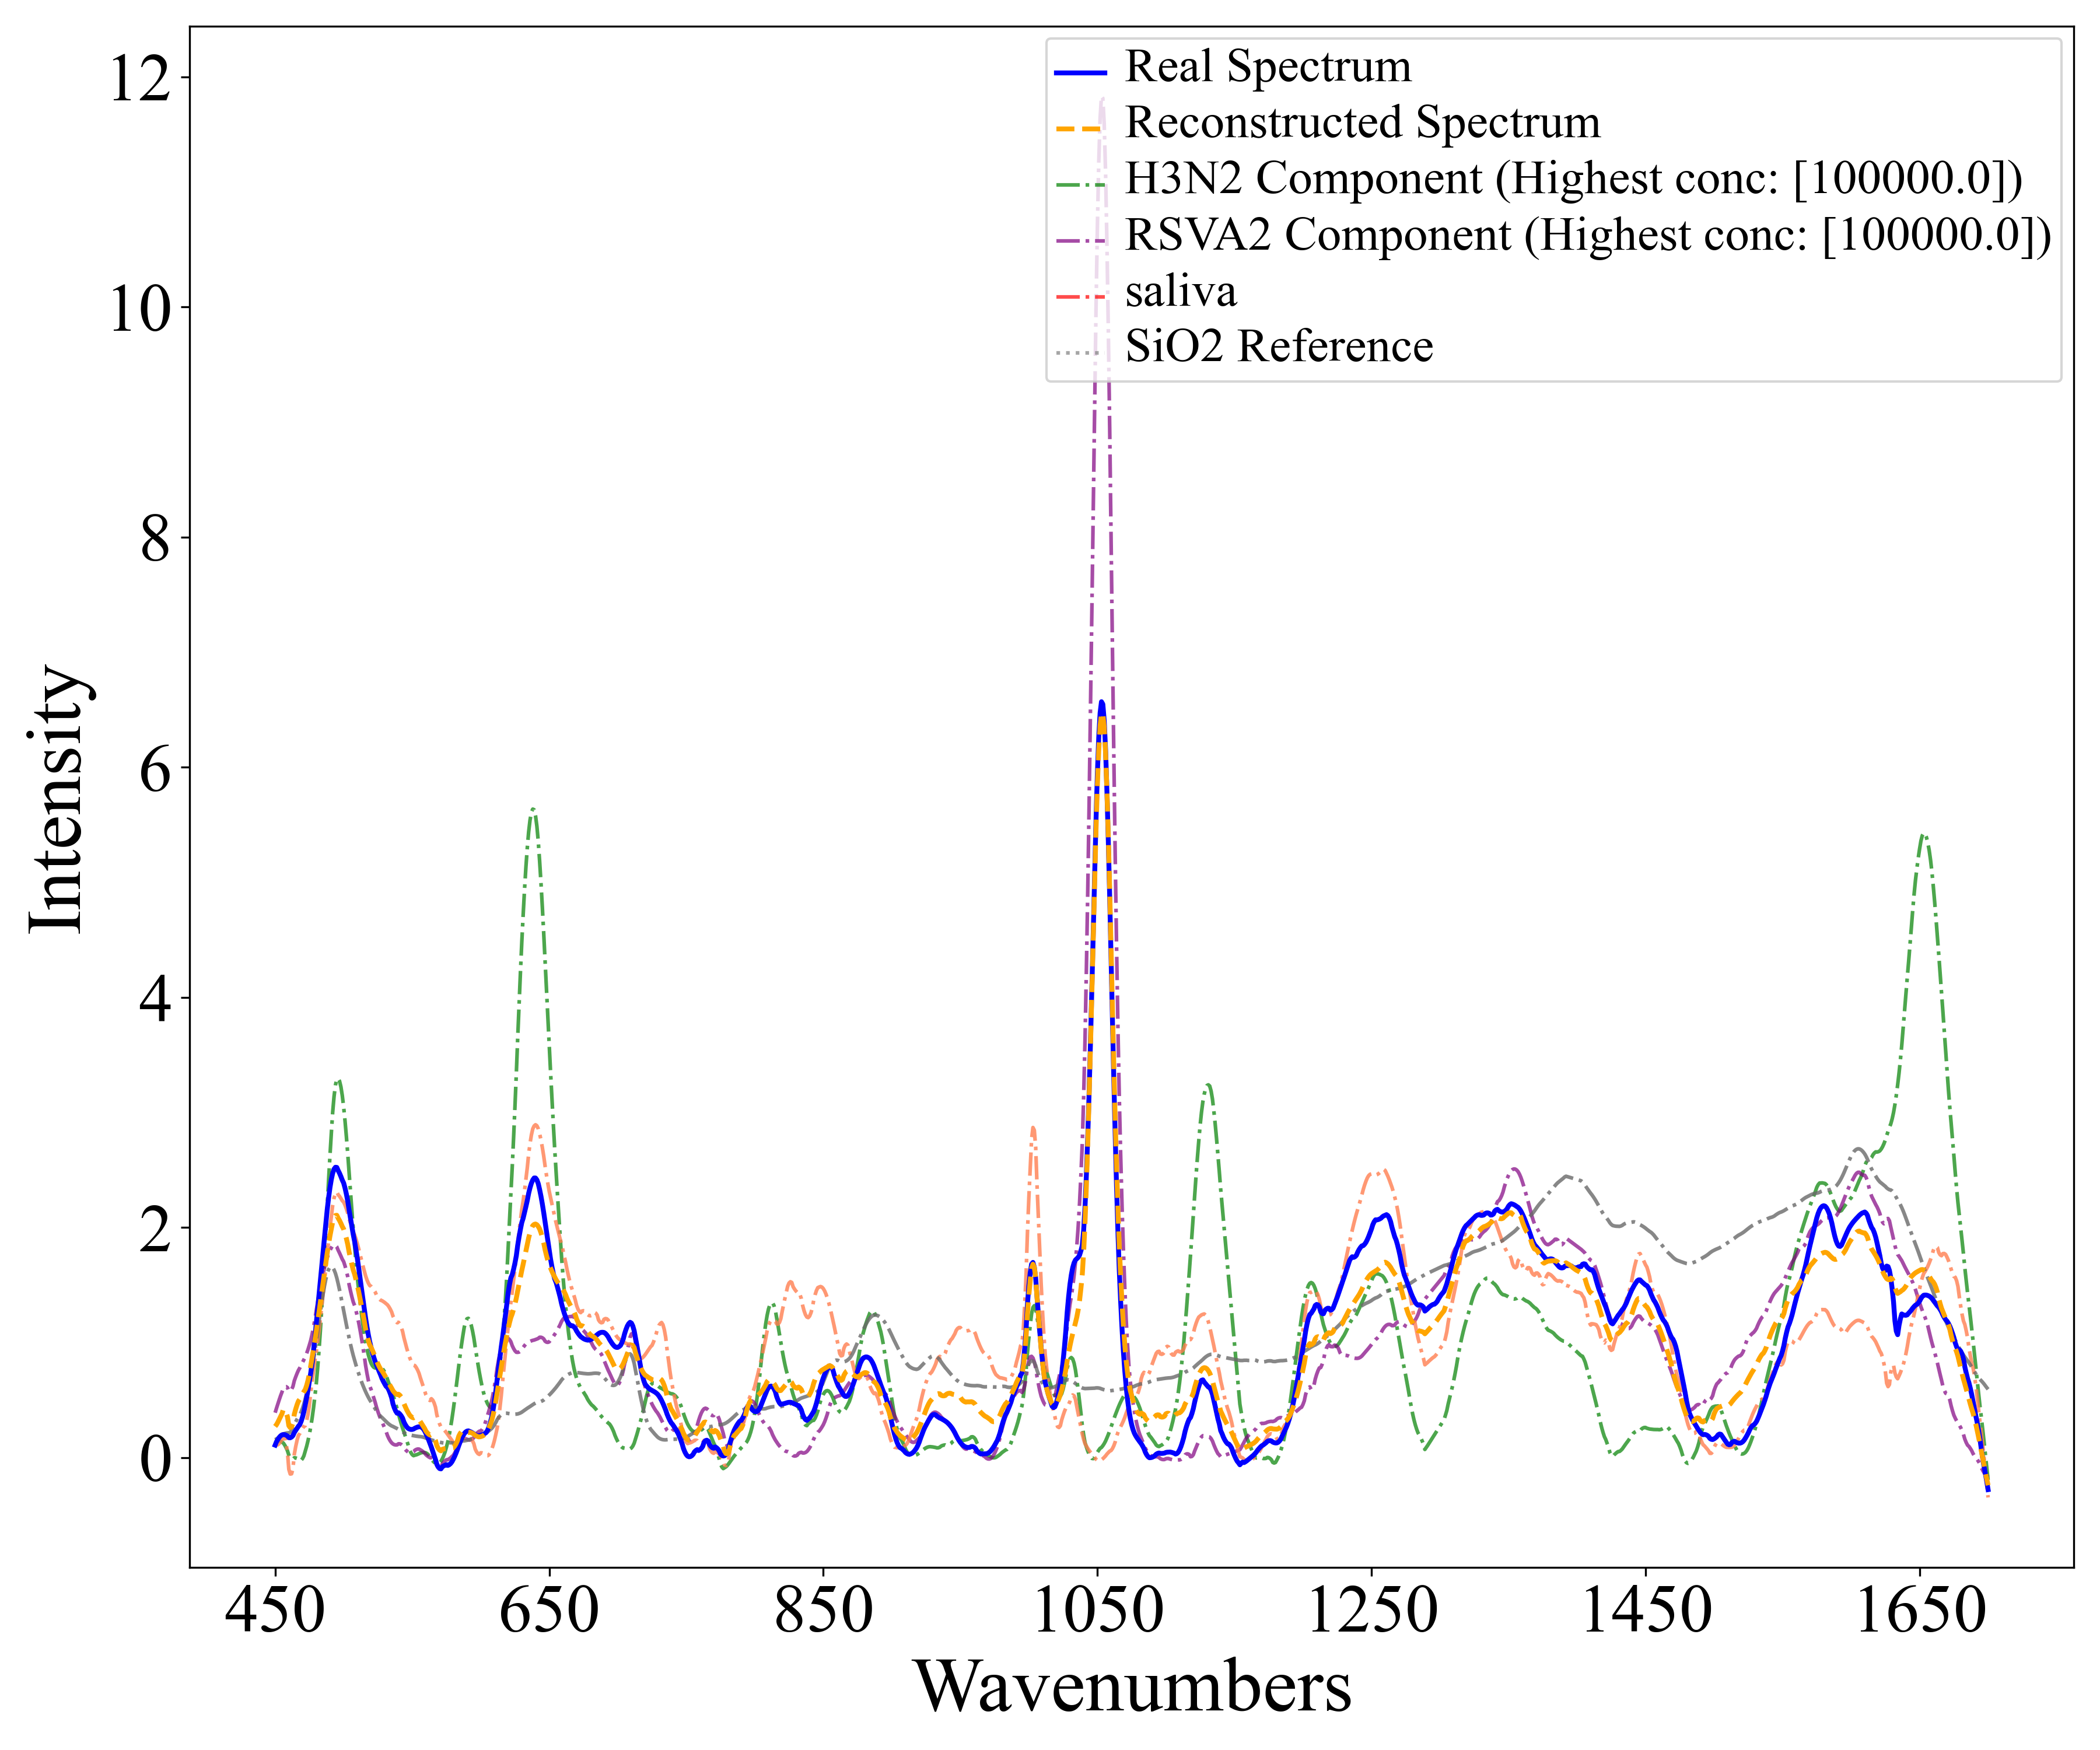 Real Spectrum
Reconstructed Spectrum
H3N2 Component (Highest conc: [100000.0])
RSVA2 Component (Highest conc: [100000.0])
saliva
SiO2 Reference
12
10
8
6
4
2
0
Intensity
450 650 850 1050 1250 1450 1650
Wavenumbers